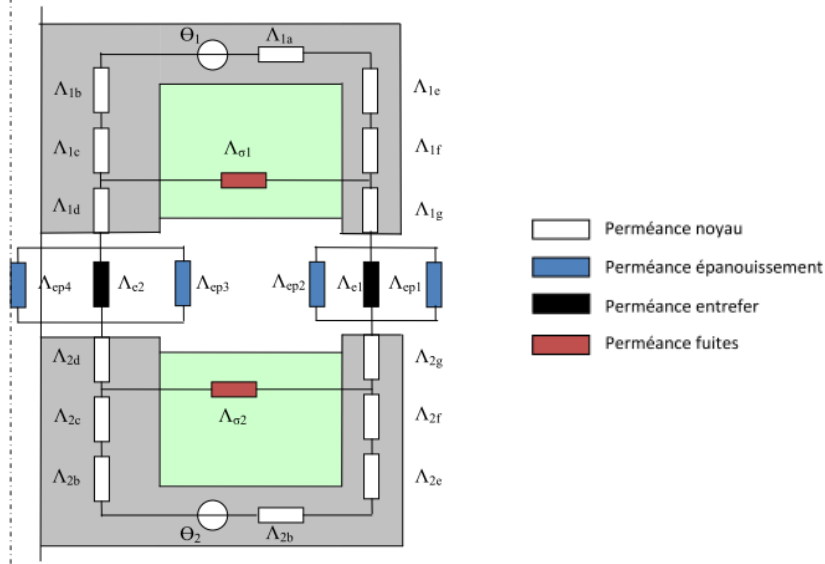 Θ1 Λ1a
Λ1b Λ1e
Λ1c Λσ1 Λ1f
Λ1d Λ1g
Λep4 Λe2 Λep3 Λep2 Λe1 Λep1
Λ2d Λ2g
Λ2c Λσ2 Λ2f
Λ2b Λ2e
Θ2 Λ2b
Perméance noyau
Perméance épanouissement
Perméance entrefer
Perméance fuites